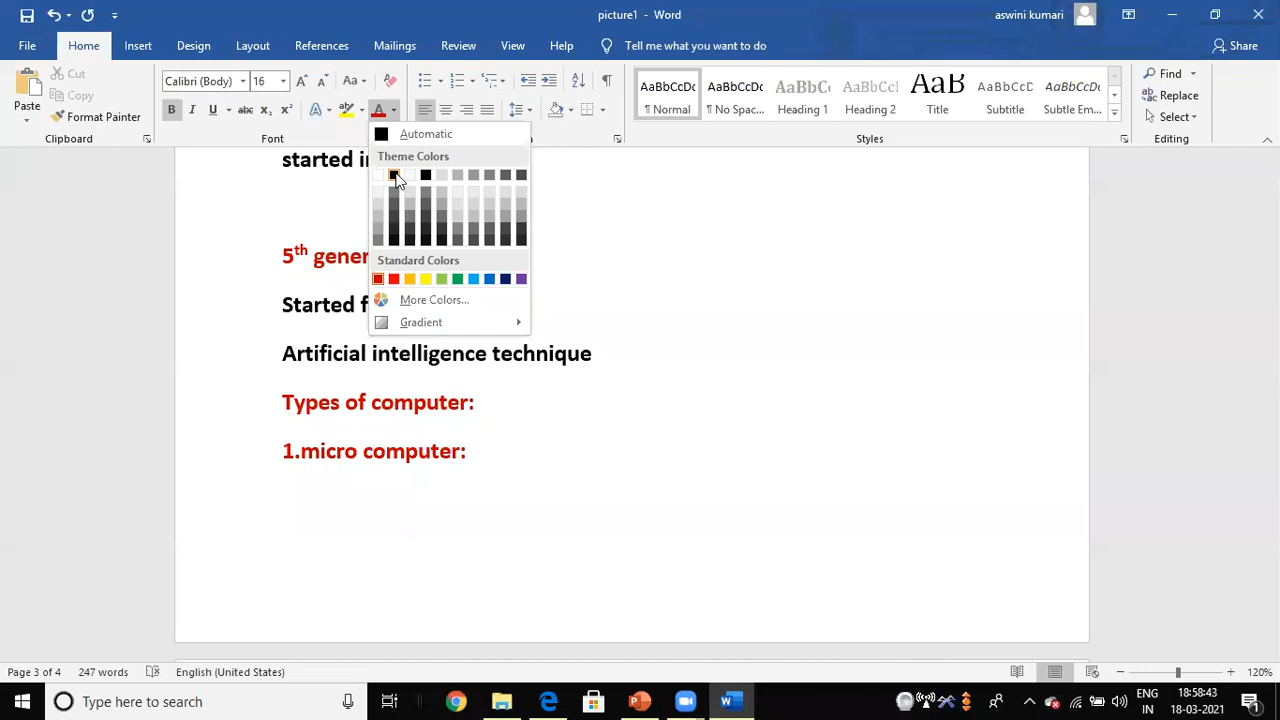 picture1 - Word
aswini kumari
File Home Insert Design Layout References Mailings Review View Help Tell me what you want to do Share
Paste
Cut
Copy
Format Painter
Clipboard
Calibri (Body) 16
Font
AaBbCcDc ¶ Normal
AaBbCcDc ¶ No Spac...
AaBbCc Heading 1
AaBbCcD Heading 2
AaB Title
AaBbCcD Subtitle
AaBbCcDc Subtle Em...
Styles
Find
Replace
Select
Editing
Automatic
Theme Colors
Standard Colors
More Colors...
Gradient
started
5th gener
Started f
Artificial intelligence technique
Types of computer:
1.micro computer:
Page 3 of 4 247 words English (United States) 120%
Type here to search
ENG
IN
18:58:43
18-03-2021
1